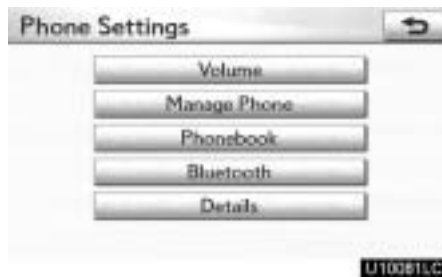 Phone Settings
Volume
Manage Phone
Phonebook
Bluetooth
Details
U10081LC